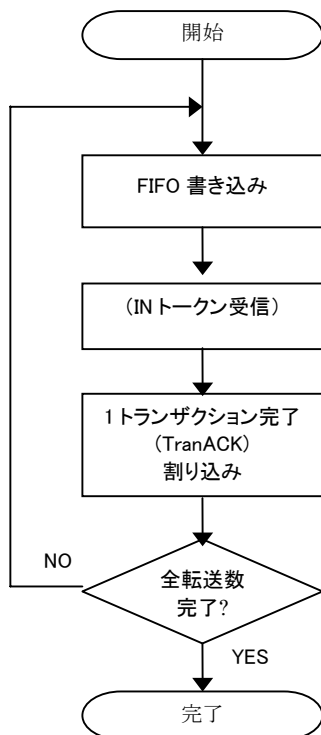 開始
FIFO 書き込み
(IN トークン受信)
1 トランザクション完了
(TranACK)
割り込み
NO
全転送数
完了?
YES
完了